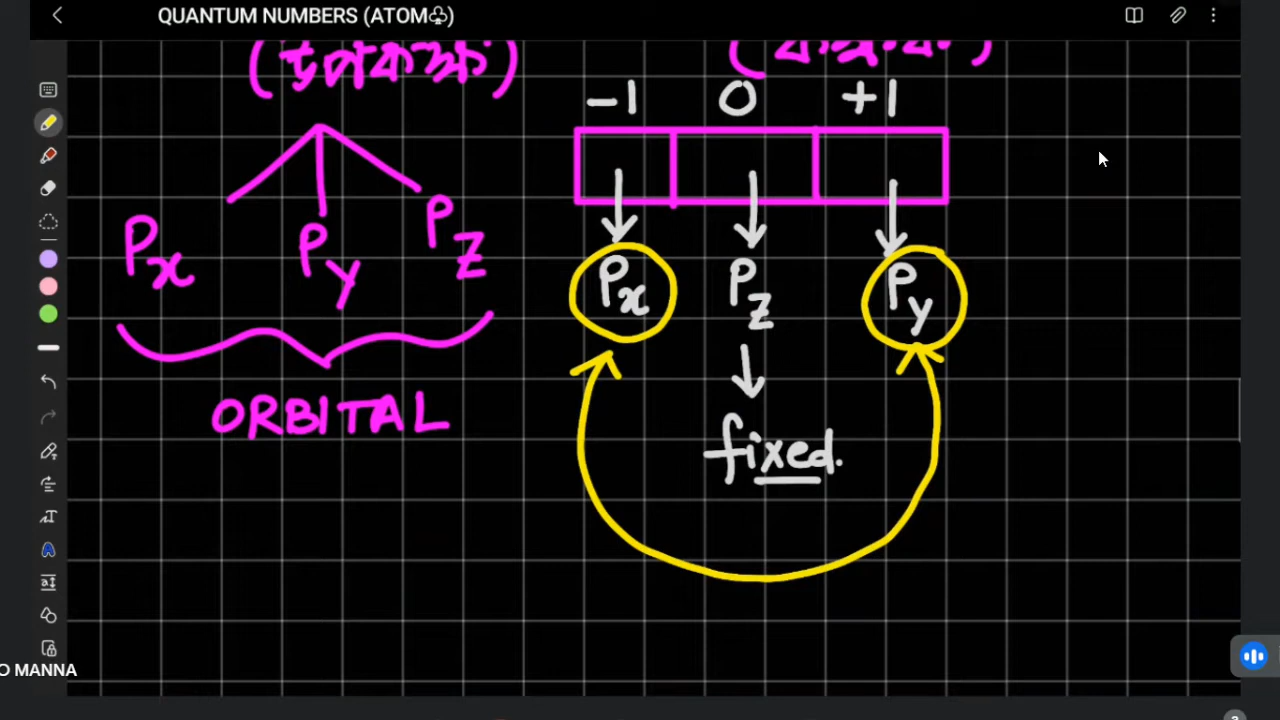 QUANTUM NUMBERS (ATOM♣)
-1 0 +1
Px Py Pz
Px Pz Py
fixed.
ORBITAL
O MANNA